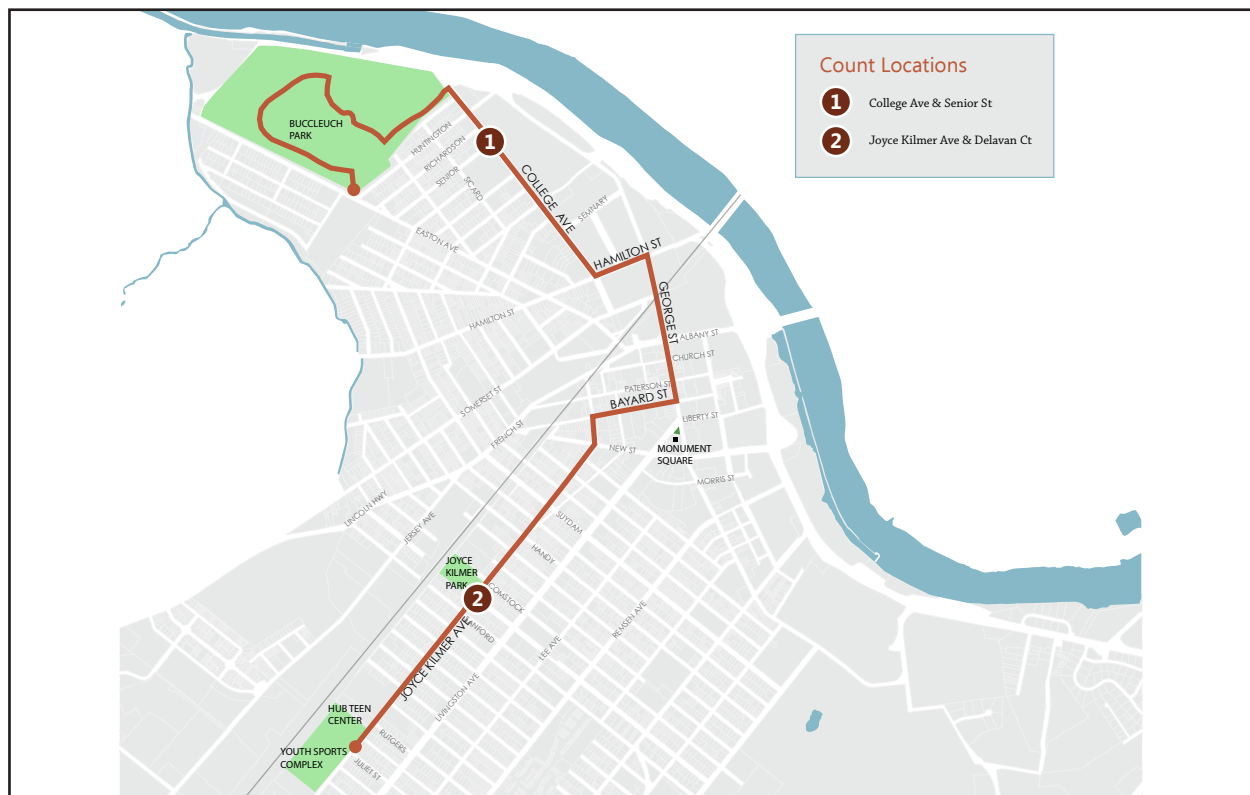 Count Locations
1 College Ave & Senior St
2 Joyce Kilmer Ave & Delavan Ct
BUCCLEUCH
PARK
HUNTINGTON
RICHARDSON
SENIOR
SICARD
1
COLLEGE AVE
SEMNARY
EASTON AVE
HAMILTON ST
GEORGE ST
HAMILTON ST
ALBANY ST
CHURCH ST
PATERSON ST
BAYARD ST
SOMERSET ST
LIBERTY ST
FRENCH ST
NEW ST
MONUMENT
SQUARE
MORRIS ST
LINCOLN HWY
JERSEY AVE
SUYDAM
HANDY
JOYCE
KILMER
PARK
2
COMSTOCK
ANFORD
JOYCE KILMER AVE
LEE AVE
REMSEN AVE
LIVINGSTON AVE
HUB TEEN
CENTER
RUTGERS
YOUTH SPORTS
COMPLEX
JULIET ST